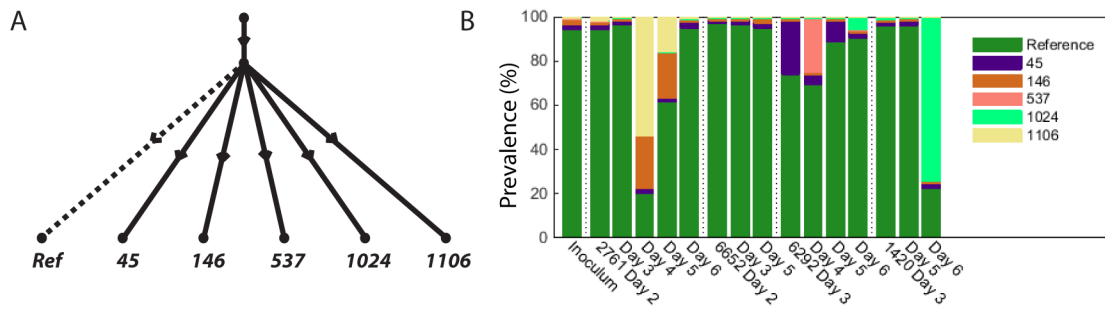 A
Ref 45 146 537 1024 1106
B
Prevalence (%)
100
80
60
40
20
0
Inoculum
2761 Day 2
Day 3
Day 4
Day 5
Day 6
6652 Day 2
Day 3
Day 5
6292 Day 3
Day 4
Day 5
Day 6
1420 Day 3
Day 5
Day 6
Reference
45
146
537
1024
1106